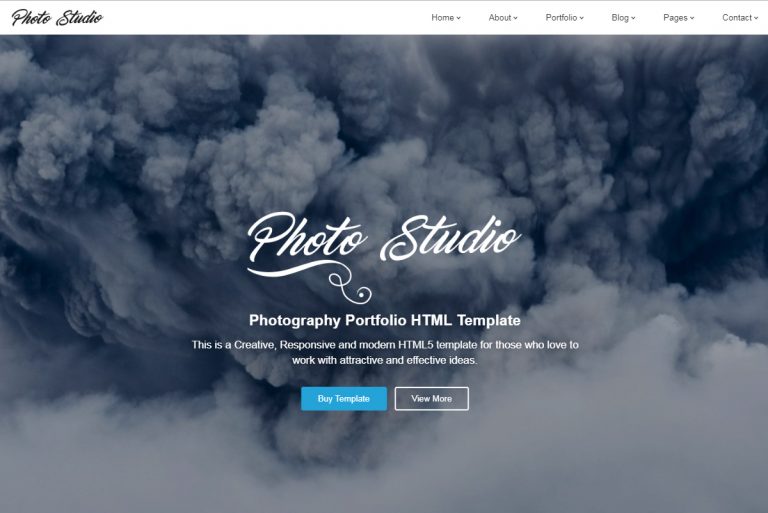 Photo Studio
Home
About
Portfolio
Blog
Pages
Contact
Photo Studio
Photography Portfolio HTML Template
This is a Creative, Responsive and modern HTML5 template for those who love to
work with attractive and effective ideas.
Buy Template
View More